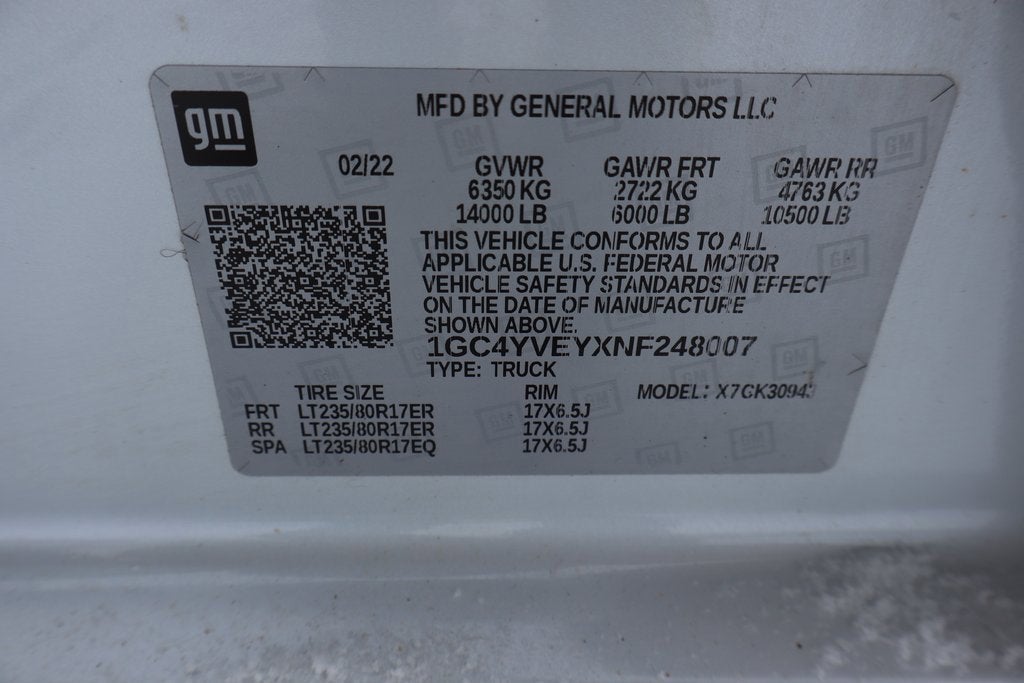 gm
MFD BY GENERAL MOTORS LLC
02/22 GVWR GAWR FRT GAWR RR
6350 KG 2722 KG 4763 KG
14000 LB 6000 LB 10500 LB
THIS VEHICLE CONFORMS TO ALL
APPLICABLE U.S. FEDERAL MOTOR
VEHICLE SAFETY STANDARDS IN EFFECT
ON THE DATE OF MANUFACTURE
SHOWN ABOVE.
1GC4YVEYXNF248007
TYPE: TRUCK
TIRE SIZE RIM MODEL: X7CK30943
FRT LT235/80R17ER 17X6.5J
RR LT235/80R17ER 17X6.5J
SPA LT235/80R17EQ 17X6.5J